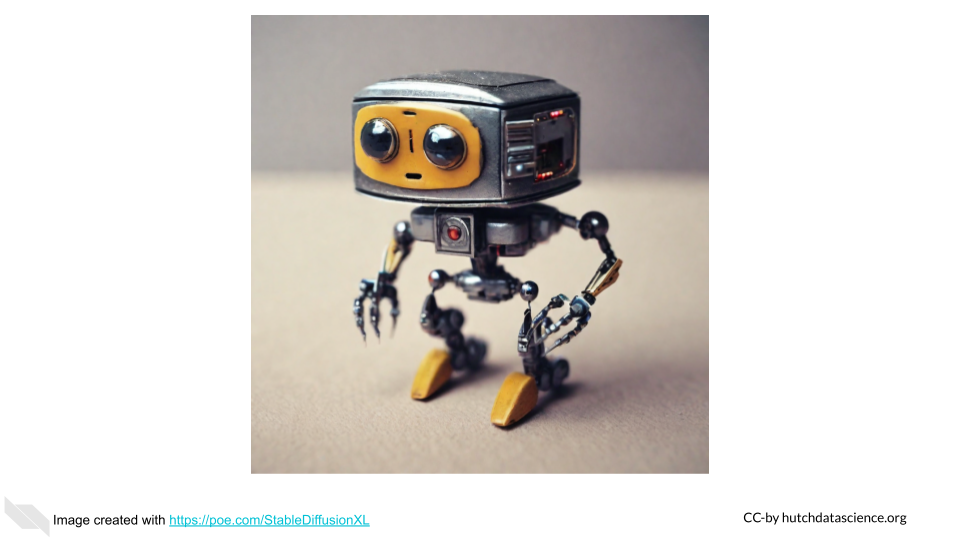 Image created with https://poe.com/StableDiffusionXL
CC-by hutchdatascience.org